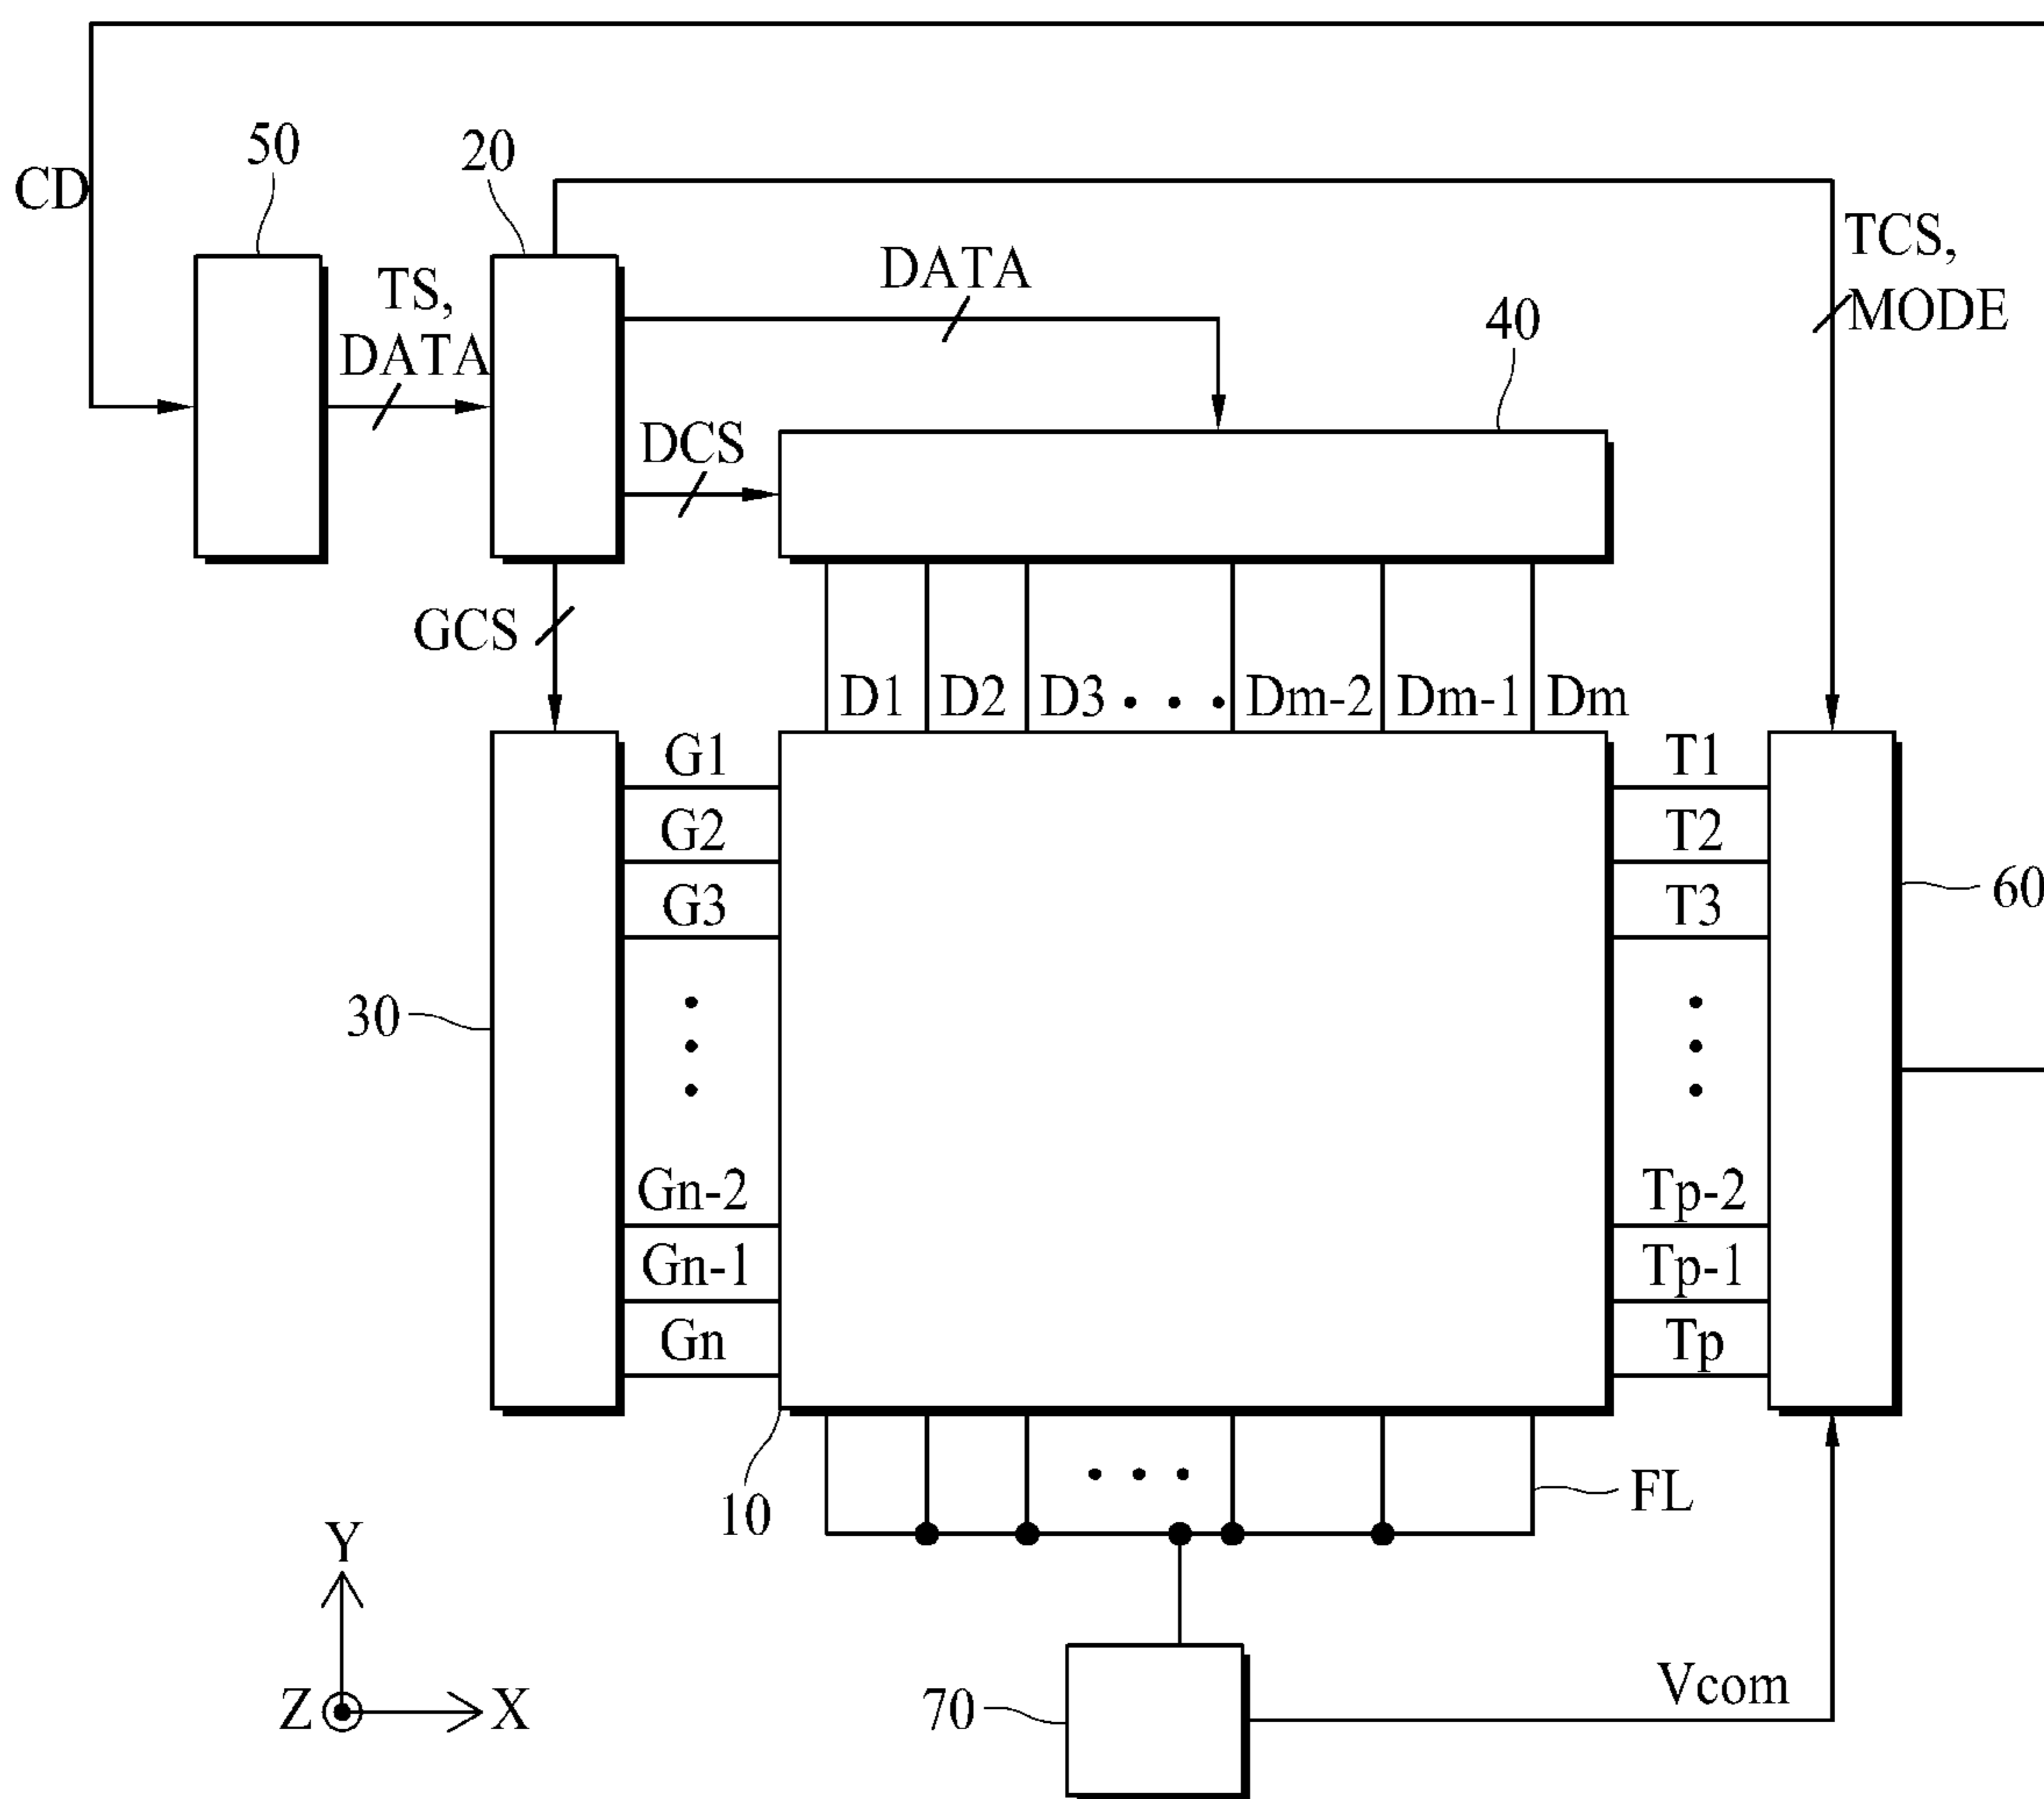 50
20
CD
TS,
DATA
DATA
TCS,
MODE
40
DCS
GCS
D1 D2 D3 • • • Dm-2 Dm-1 Dm
G1
G2
G3
Gn-2
Gn-1
Gn
T1
T2
T3
Tp-2
Tp-1
Tp
60
30
10
FL
Y
Z
X
70
Vcom